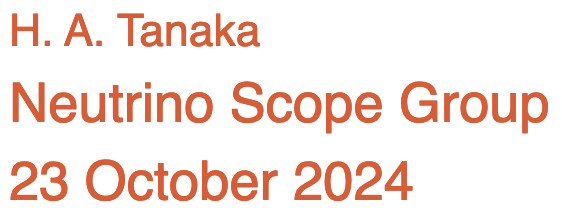 H. A. Tanaka
Neutrino Scope Group
23 October 2024